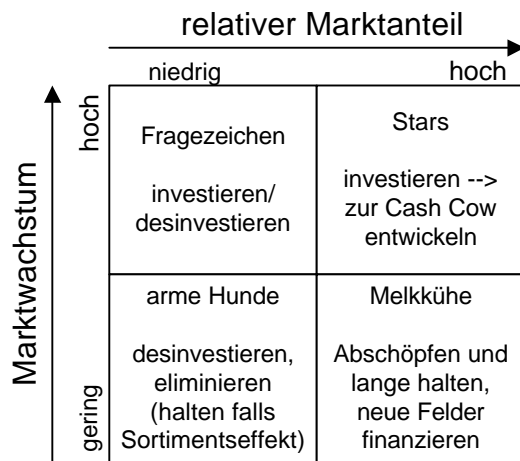 relativer Marktanteil
niedrig
hoch
Marktwachstum
hoch
Fragezeichen
investieren/
desinvestieren
Stars
investieren -->
zur Cash Cow
entwickeln
gering
arme Hunde
desinvestieren,
eliminieren
(halten falls
Sortimentseffekt)
Melkkühe
Abschöpfen und
lange halten,
neue Felder
finanzieren